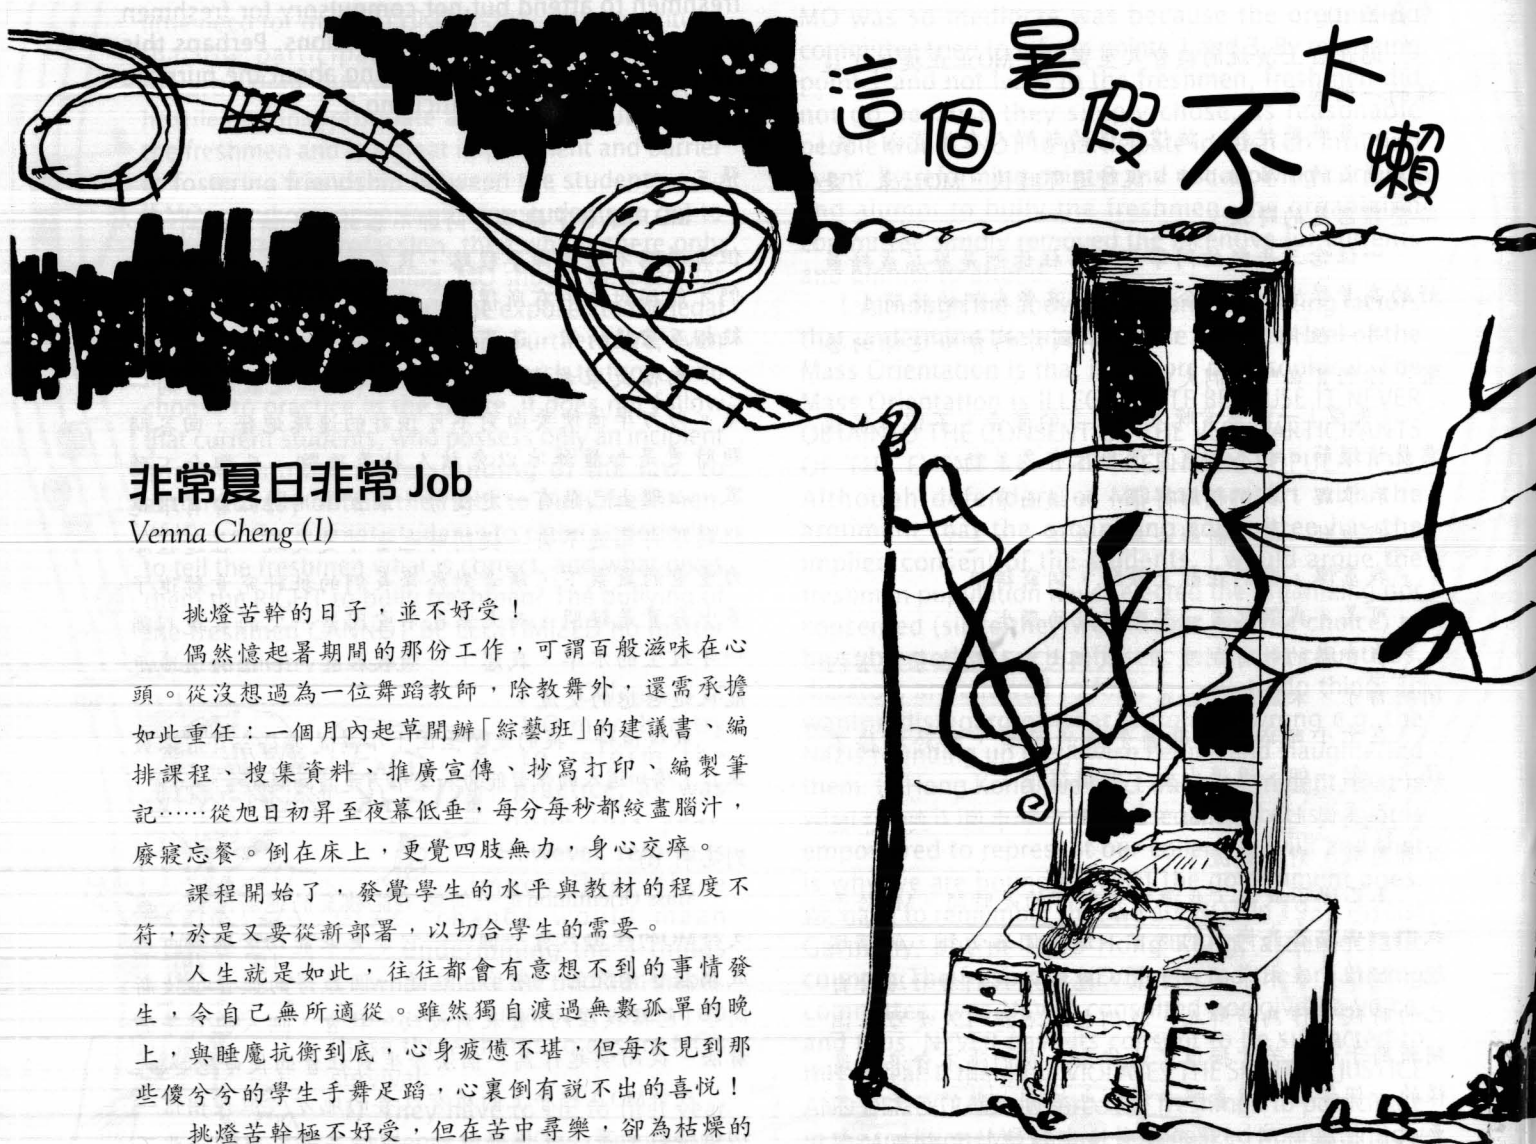 這個暑假不大懶
非常夏日非常 Job
Venna Cheng (I)
挑燈苦幹的日子，並不好受！
偶然憶起暑期間的那份工作，可謂百般滋味在心
頭。從沒想過為一位舞蹈教師，除教舞外，還需承擔
如此重任：一個月內起草開辦「綜藝班」的建議書、編
排課程、搜集資料、推廣宣傳、抄寫打印、編製筆
記……從旭日初昇至夜幕低垂，每分每秒都絞盡腦汁，
廢寢忘餐。倒在床上，更覺四肢無力，身心交瘁。
課程開始了，發覺學生的水平與教材的程度不
符，於是又要從新部署，以切合學生的需要。
人生就是如此，往往都會有意想不到的事情發
生，令自己無所適從。雖然獨自渡過無數孤單的晚
上，與睡魔抗衡到底，心身疲憊不堪，但每次見到那
些傻兮兮的學生手舞足蹈，心裏倒有說不出的喜悅！
挑燈苦幹極不好受，但在苦中尋樂，卻為枯燥的